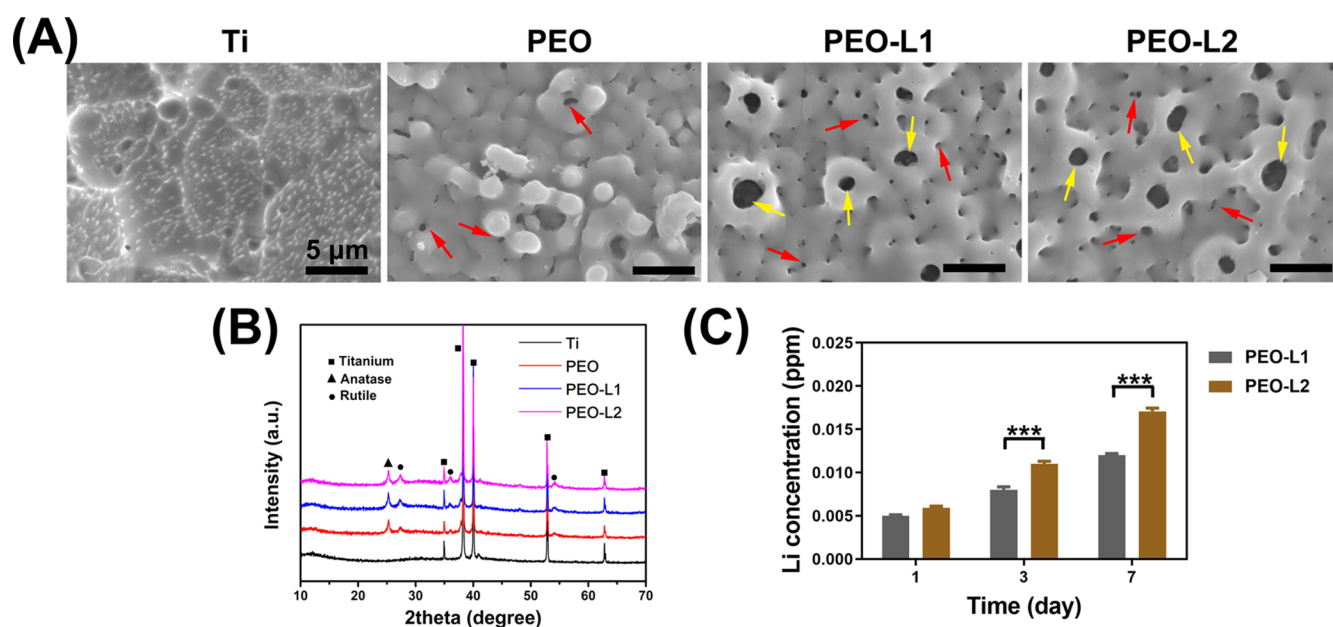 (A)
Ti
PEO
PEO-L1
PEO-L2
5 μm
(B)
Intensity (a.u.)
■ Titanium
▲ Anatase
● Rutile
Ti
PEO
PEO-L1
PEO-L2
10 20 30 40 50 60 70
2theta (degree)
(C)
Li concentration (ppm)
0.025
0.020
0.015
0.010
0.005
0.000
***
***
PEO-L1
PEO-L2
1 3 7
Time (day)